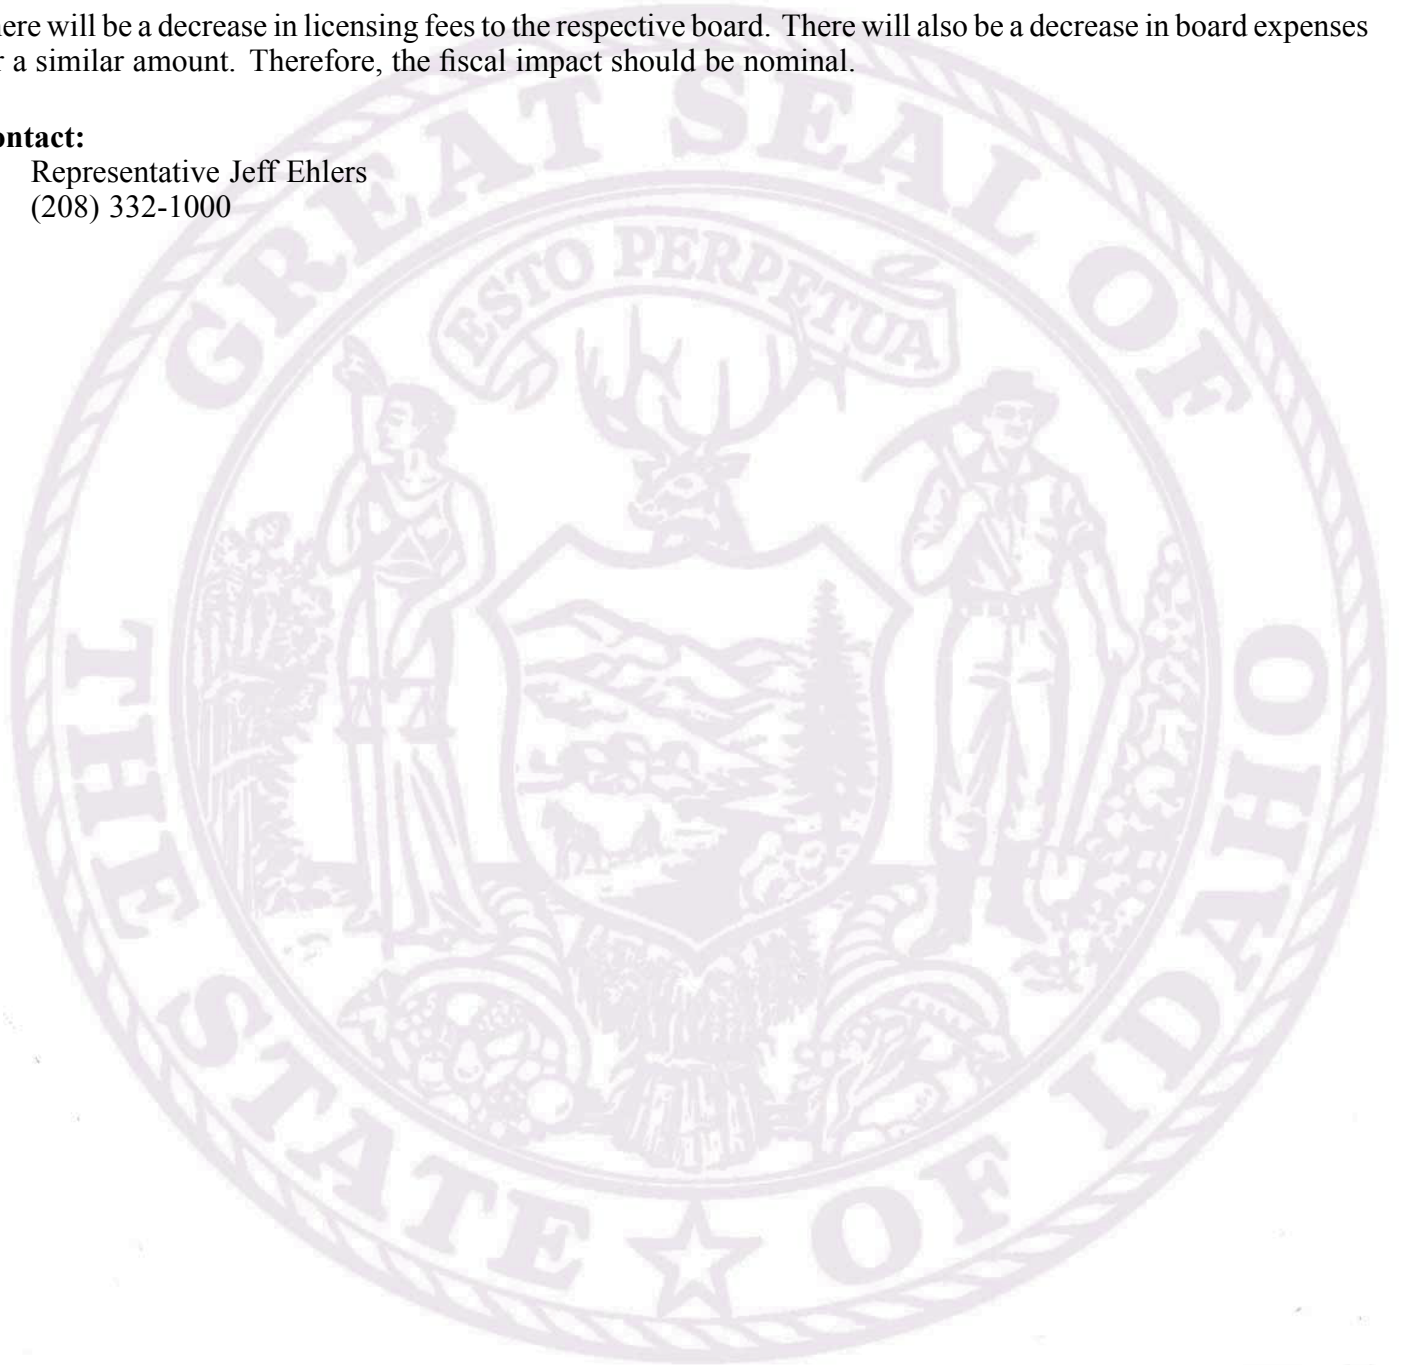 here will be a decrease in licensing fees to the respective board. There will also be a decrease in board expenses
r a similar amount. Therefore, the fiscal impact should be nominal.
ontact:
Representative Jeff Ehlers
(208) 332-1000
THE GREAT SEAL OF
ESTO PERPETUA
STATE ☆ OF IDAHO